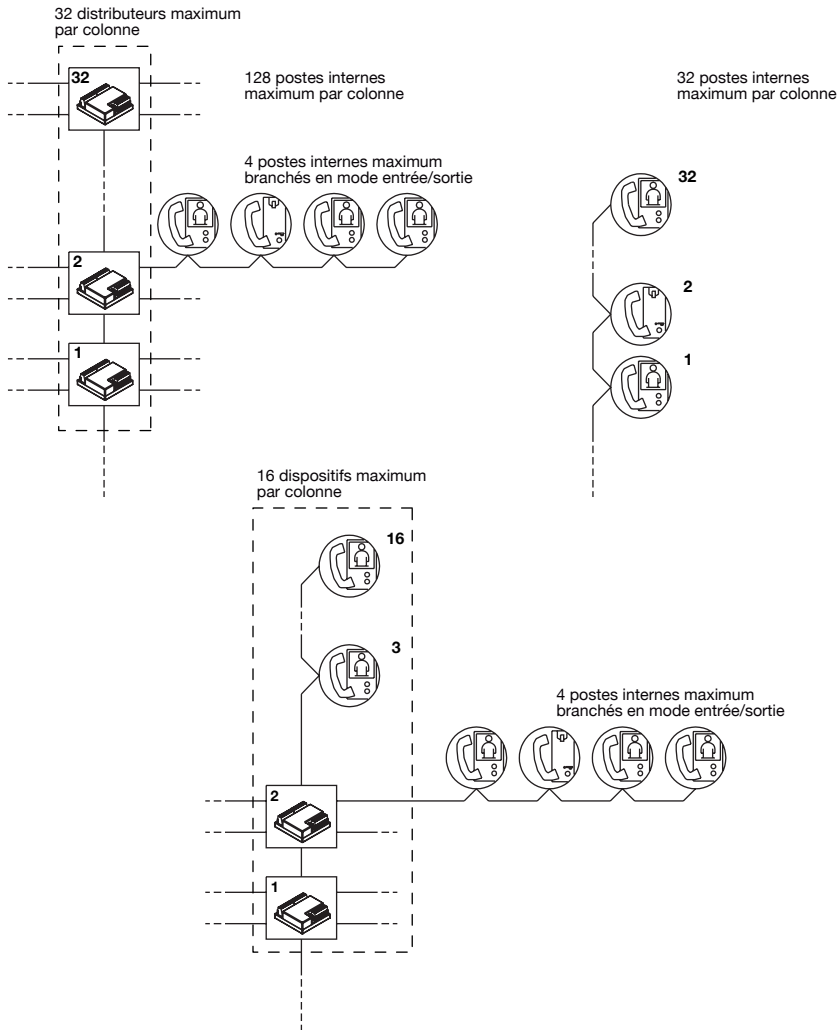 32 distributeurs maximum
par colonne
32
128 postes internes
maximum par colonne
32 postes internes
maximum par colonne
4 postes internes maximum
branchés en mode entrée/sortie
32
2
2
1
1
16 dispositifs maximum
par colonne
16
3
4 postes internes maximum
branchés en mode entrée/sortie
2
1